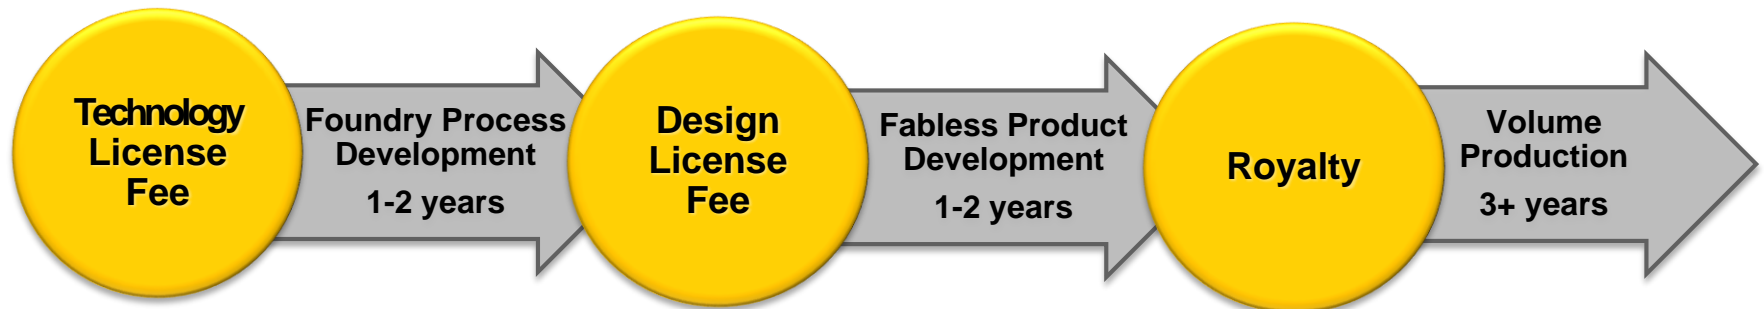 Technology
License
Fee
Foundry Process
Development
1-2 years
Design
License
Fee
Fabless Product
Development
1-2 years
Royalty
Volume
Production
3+ years